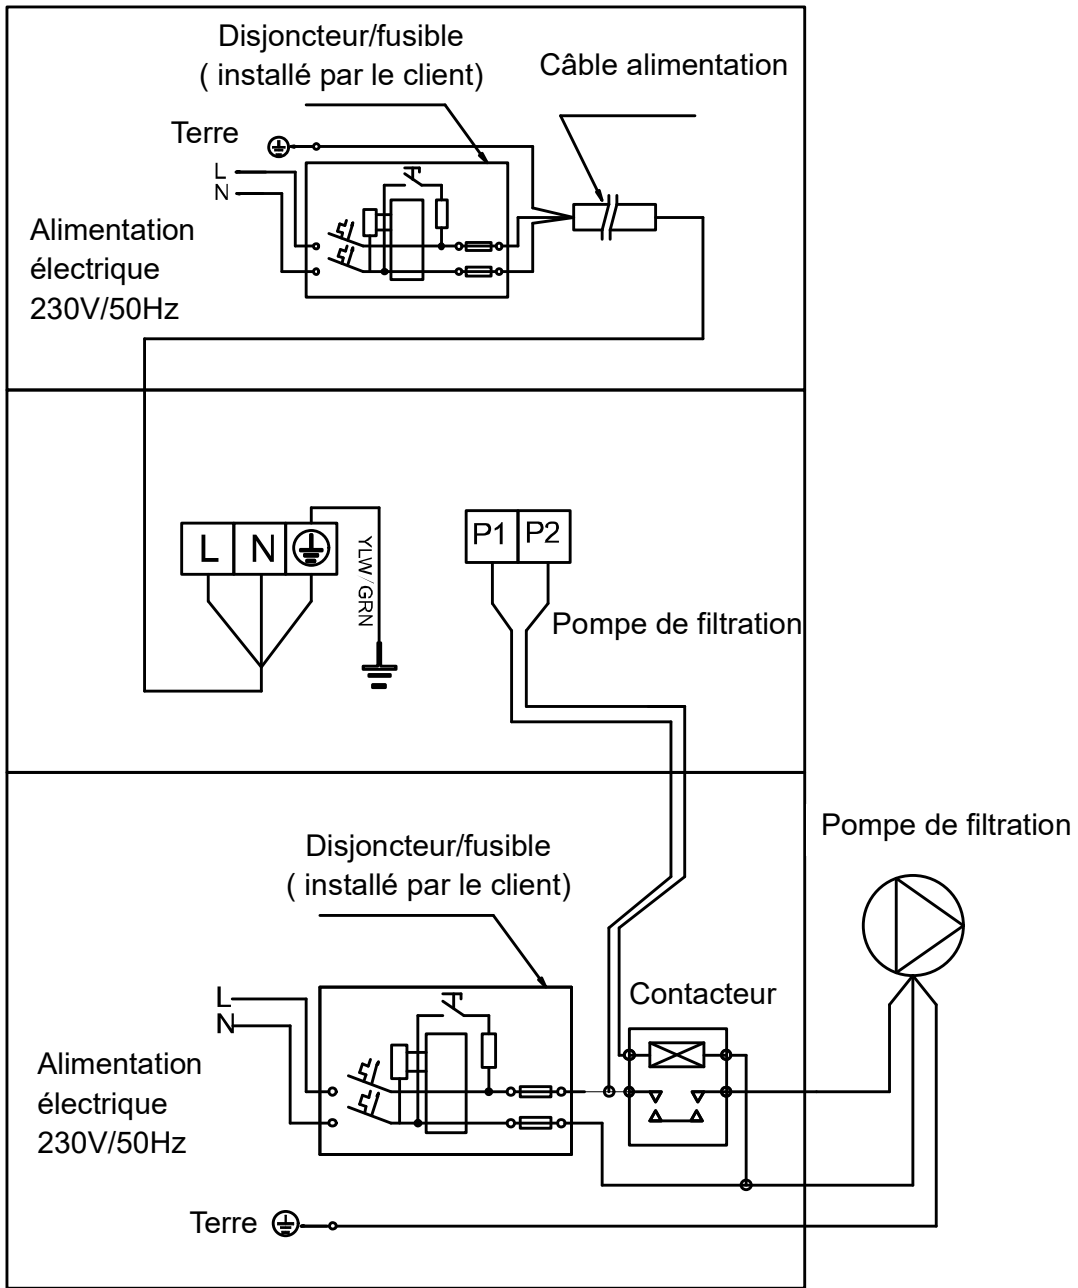 Disjoncteur/fusible
( installé par le client)
Câble alimentation
Terre
L
N
Alimentation
électrique
230V/50Hz
L N
YLW/GRN
P1 P2
Pompe de filtration
Disjoncteur/fusible
( installé par le client)
Pompe de filtration
Contacteur
L
N
Alimentation
électrique
230V/50Hz
Terre